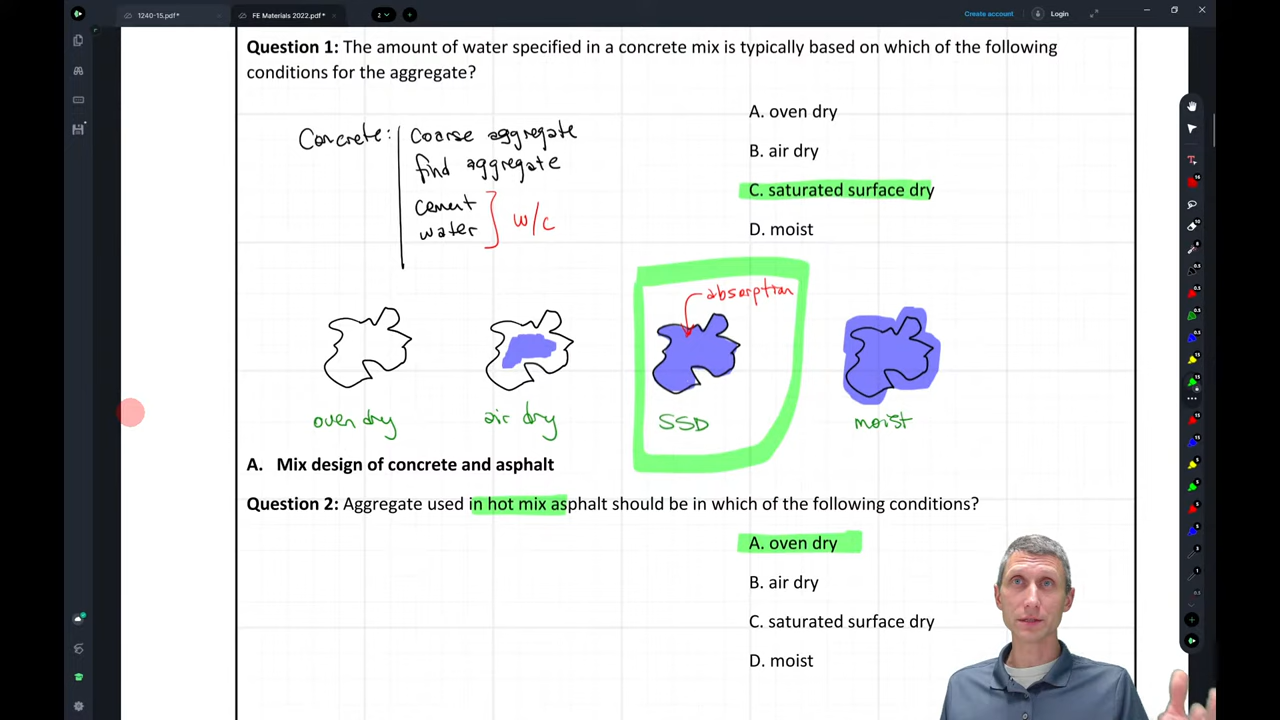 1240-15.pdf*
FE Materials 2022.pdf*
2
Create account
Login
Question 1: The amount of water specified in a concrete mix is typically based on which of the following
conditions for the aggregate?
A. oven dry
B. air dry
C. saturated surface dry
D. moist
Concrete:
coarse aggregate
find aggregate
cement
water
w/c
absorption
oven dry
air dry
SSD
moist
A. Mix design of concrete and asphalt
Question 2: Aggregate used in hot mix asphalt should be in which of the following conditions?
A. oven dry
B. air dry
C. saturated surface dry
D. moist